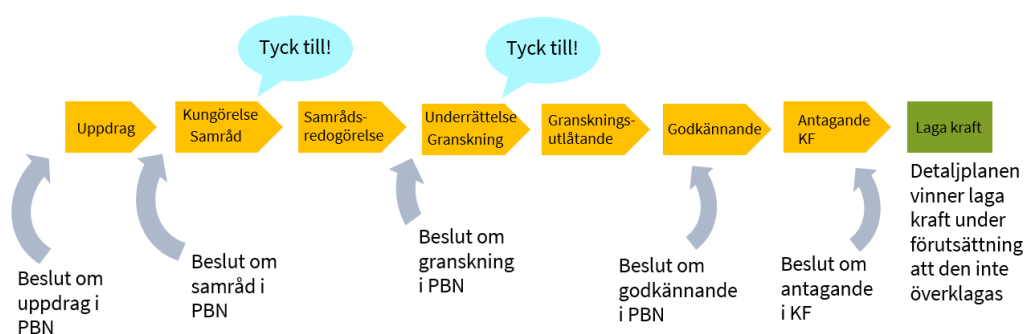 Tyck till!
Tyck till!
Uppdrag
Kungörelse
Samråd
Samråds-
redogörelse
Underrättelse
Granskning
Gransknings-
utlåtande
Godkännande
Antagande
KF
Laga kraft
Beslut om
uppdrag i
PBN
Beslut om
samråd i
PBN
Beslut om
granskning
i PBN
Beslut om
godkännande
i PBN
Beslut om
antagande
i KF
Detaljplanen
vinner laga
kraft under
förutsättning
att den inte
överklagas